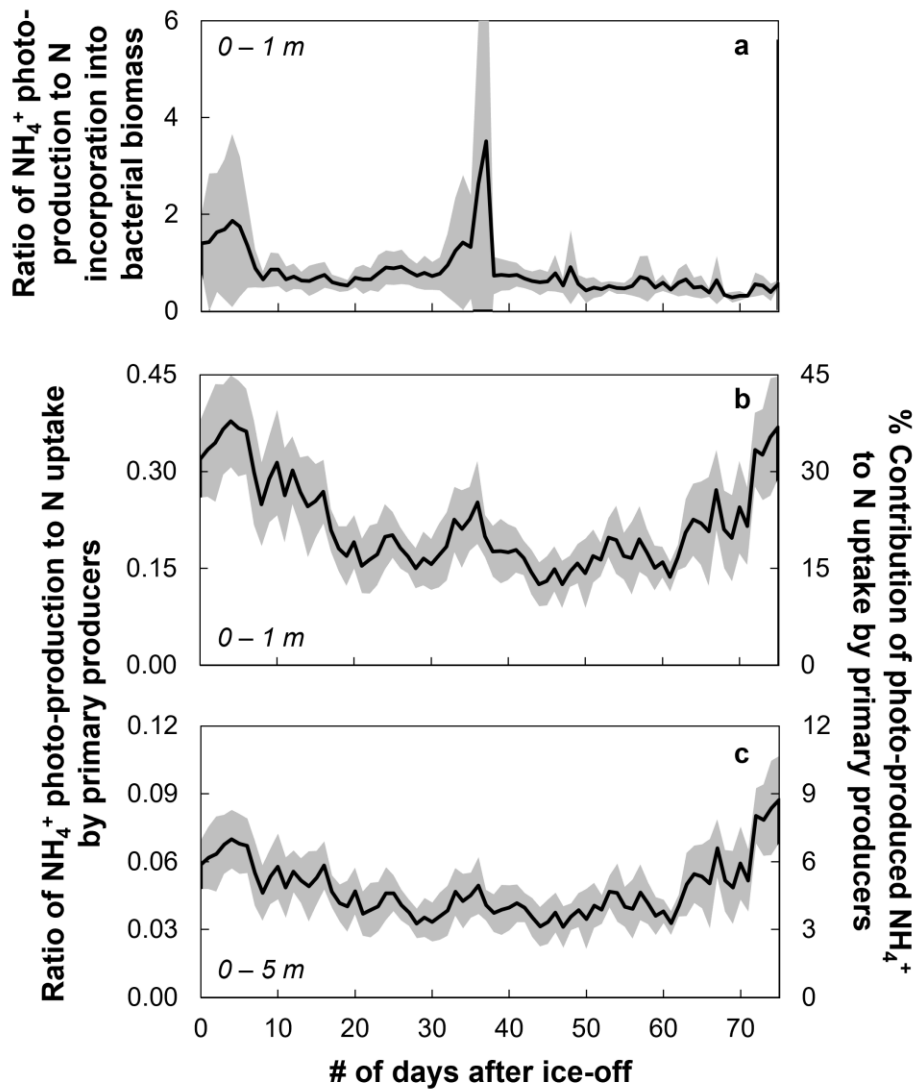 Ratio of NH₄⁺ photo-
production to N
incorporation into
bacterial biomass
6
4
2
0
0 – 1 m
a
Ratio of NH₄⁺ photo-production to N uptake
by primary producers
0.45
0.30
0.15
0.00
0 – 1 m
b
45
30
15
0
% Contribution of photo-produced NH₄⁺
to N uptake by primary producers
0.12
0.09
0.06
0.03
0.00
0 – 5 m
c
12
9
6
3
0
0 10 20 30 40 50 60 70
# of days after ice-off